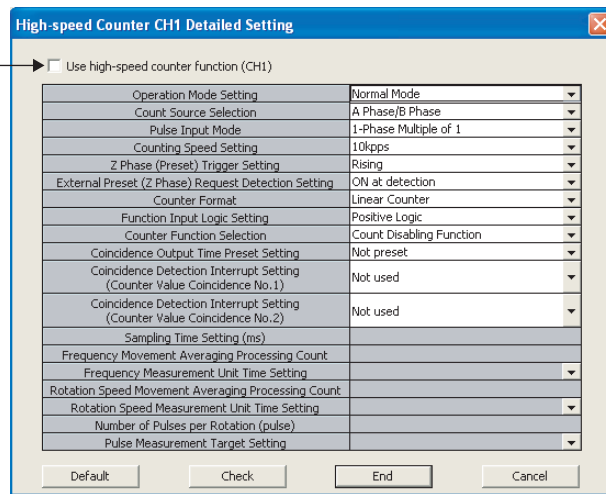 High-speed Counter CH1 Detailed Setting
Use high-speed counter function (CH1)
Operation Mode Setting Normal Mode
Count Source Selection A Phase/B Phase
Pulse Input Mode 1-Phase Multiple of 1
Counting Speed Setting 10kpps
Z Phase (Preset) Trigger Setting Rising
External Preset (Z Phase) Request Detection Setting ON at detection
Counter Format Linear Counter
Function Input Logic Setting Positive Logic
Counter Function Selection Count Disabling Function
Coincidence Output Time Preset Setting Not preset
Coincidence Detection Interrupt Setting
(Counter Value Coincidence No.1) Not used
Coincidence Detection Interrupt Setting
(Counter Value Coincidence No.2) Not used
Sampling Time Setting (ms)
Frequency Movement Averaging Processing Count
Frequency Measurement Unit Time Setting
Rotation Speed Movement Averaging Processing Count
Rotation Speed Measurement Unit Time Setting
Number of Pulses per Rotation (pulse)
Pulse Measurement Target Setting
Default Check End Cancel